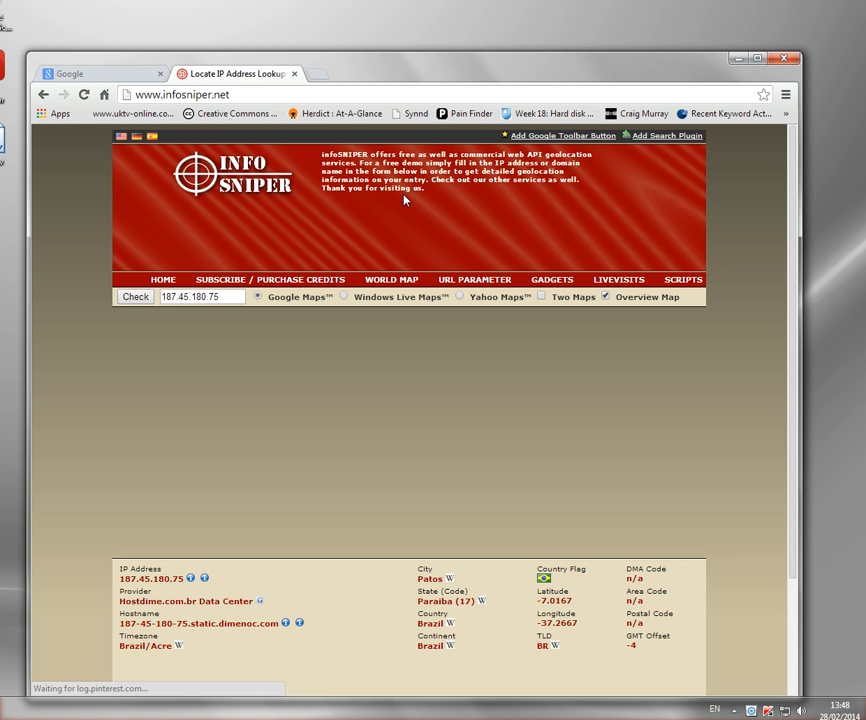 Google
Locate IP Address Lookup
www.infosniper.net
Apps
www.uktv-online.co...
Creative Commons ...
Herdict : At-A-Glance
Synnd
Pain Finder
Week 18: Hard disk ...
Craig Murray
Recent Keyword Act...
»
Add Google Toolbar Button
Add Search Plugin
INFO
SNIPER
infoSNIPER offers free as well as commercial web API geolocation
services. For a free demo simply fill in the IP address or domain
name in the form below in order to get detailed geolocation
information on your entry. Check out our other services as well.
Thank you for visiting us.
HOME SUBSCRIBE / PURCHASE CREDITS WORLD MAP URL PARAMETER GADGETS LIVEVISITS SCRIPTS
Check 187.45.180.75 Google Maps™ Windows Live Maps™ Yahoo Maps™ Two Maps Overview Map
IP Address
187.45.180.75
Provider
Hostdime.com.br Data Center
Hostname
187-45-180-75.static.dimenoc.com
Timezone
Brazil/Acre
City
Patos
State (Code)
Paraiba (17)
Country
Brazil
Continent
Brazil
Country Flag
Latitude
-7.0167
Longitude
-37.2667
TLD
BR
DMA Code
n/a
Area Code
n/a
Postal Code
n/a
GMT Offset
-4
Waiting for log.pinterest.com...
EN
13:48
28/02/2014